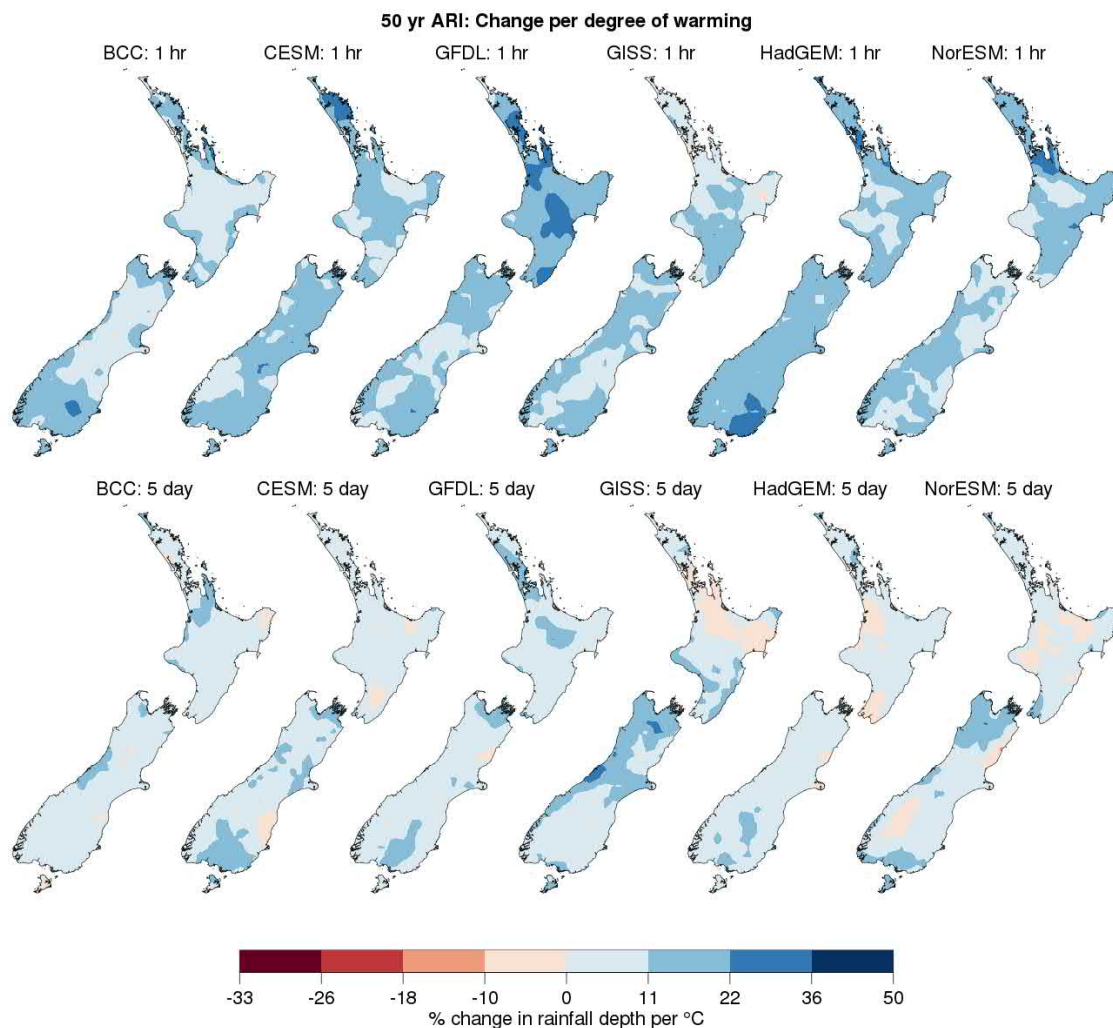 50 yr ARI: Change per degree of warming
BCC: 1 hr CESM: 1 hr GFDL: 1 hr GISS: 1 hr HadGEM: 1 hr NorESM: 1 hr
BCC: 5 day CESM: 5 day GFDL: 5 day GISS: 5 day HadGEM: 5 day NorESM: 5 day
-33 -26 -18 -10 0 11 22 36 50
% change in rainfall depth per °C